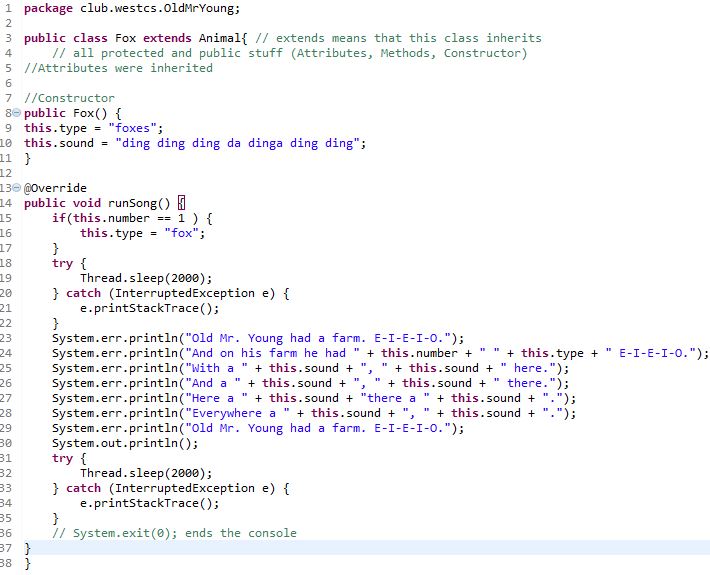 1 package club.westcs.OldMrYoung;
2
3 public class Fox extends Animal{ // extends means that this class inherits
4     // all protected and public stuff (Attributes, Methods, Constructor)
5 //Attributes were inherited
6
7 //Constructor
8 public Fox() {
9 this.type = "foxes";
10 this.sound = "ding ding ding da dinga ding ding";
11 }
12
13 @Override
14 public void runSong() {
15     if(this.number == 1 ) {
16         this.type = "fox";
17     }
18     try {
19         Thread.sleep(2000);
20     } catch (InterruptedException e) {
21         e.printStackTrace();
22     }
23     System.err.println("Old Mr. Young had a farm. E-I-E-I-O.");
24     System.err.println("And on his farm he had " + this.number + " " + this.type + " E-I-E-I-O.");
25     System.err.println("With a " + this.sound + ", " + this.sound + " here.");
26     System.err.println("And a " + this.sound + ", " + this.sound + " there.");
27     System.err.println("Here a " + this.sound + "there a " + this.sound + ".");
28     System.err.println("Everywhere a " + this.sound + ", " + this.sound + ".");
29     System.err.println("Old Mr. Young had a farm. E-I-E-I-O.");
30     System.out.println();
31     try {
32         Thread.sleep(2000);
33     } catch (InterruptedException e) {
34         e.printStackTrace();
35     }
36     // System.exit(0); ends the console
37 }
38 }